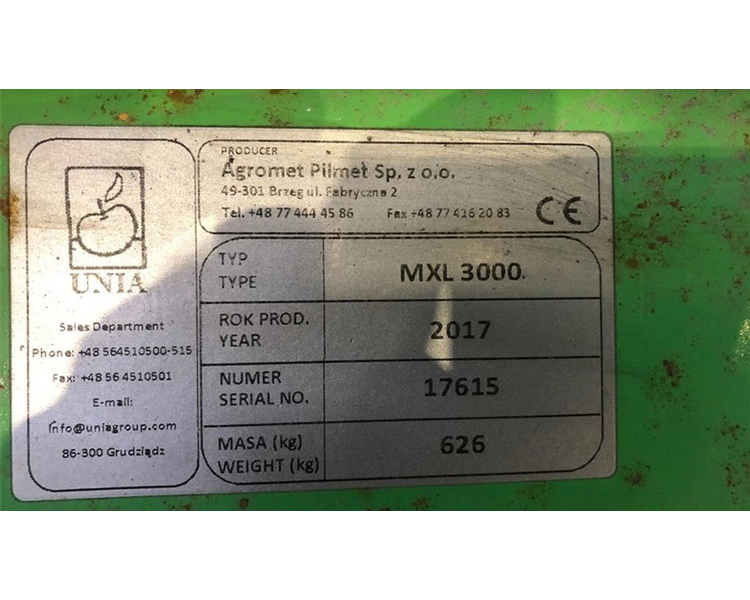 UNIA
Sales Department
Phone: +48 564510500-515
Fax: +48 56 4510501
E-mail:
info@uniagroup.com
86-300 Grudziądz
PRODUCER
Agromet Pilmet Sp. z o.o.
49-301 Brzeg ul. Fabryczna 2
Tel. +48 77 444 45 86 Fax +48 77 416 20 83
CE
TYP
TYPE
MXL 3000
ROK PROD.
YEAR
2017
NUMER
SERIAL NO.
17615
MASA (kg)
WEIGHT (kg)
626